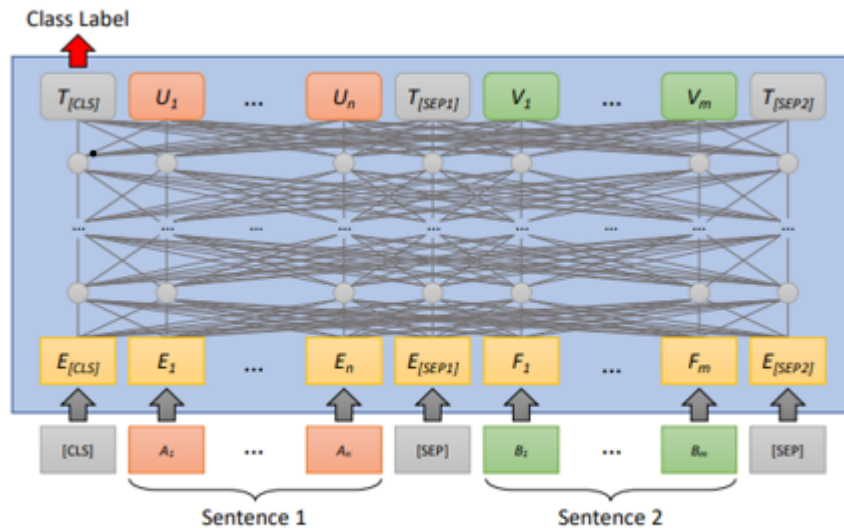 Class Label
T[CLS] U1 ... Un T[SEP1] V1 ... Vm T[SEP2]
... ... ... ... ... ... ... ... ...
E[CLS] E1 ... En E[SEP1] F1 ... Fm E[SEP2]
[CLS] A1 ... An [SEP] B1 ... Bm [SEP]
Sentence 1 Sentence 2